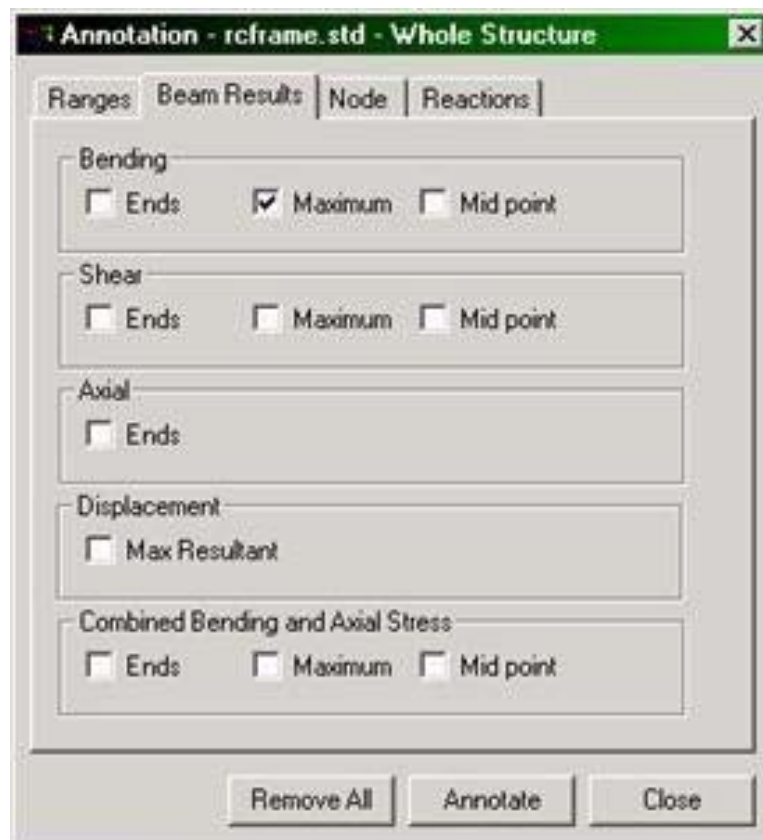 Annotation - rcframe.std - Whole Structure
Ranges Beam Results Node Reactions
Bending
Ends Maximum Mid point
Shear
Ends Maximum Mid point
Axial
Ends
Displacement
Max Resultant
Combined Bending and Axial Stress
Ends Maximum Mid point
Remove All Annotate Close